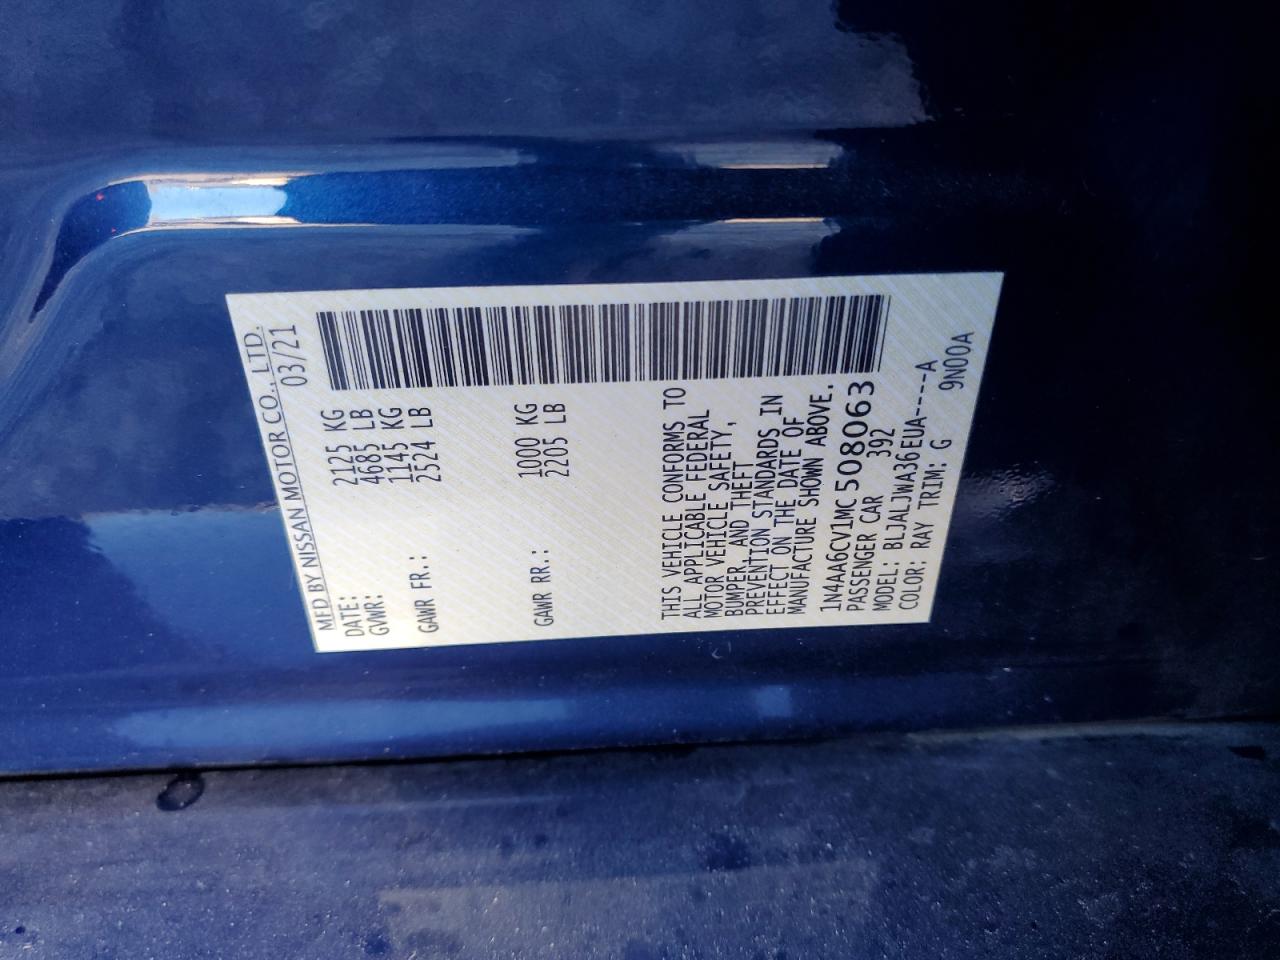 MFD BY NISSAN MOTOR CO., LTD.
DATE: 03/21
GVWR: 2125 KG
4685 LB
GAWR FR.: 1145 KG
2524 LB
GAWR RR.: 1000 KG
2205 LB
THIS VEHICLE CONFORMS TO
ALL APPLICABLE FEDERAL
MOTOR VEHICLE SAFETY,
BUMPER, AND THEFT
PREVENTION STANDARDS IN
EFFECT ON THE DATE OF
MANUFACTURE SHOWN ABOVE.
1N4AA6CV1MC508063
PASSENGER CAR 392
MODEL: BLJALJWA36EUA----A
COLOR: RAY TRIM: G 9N00A